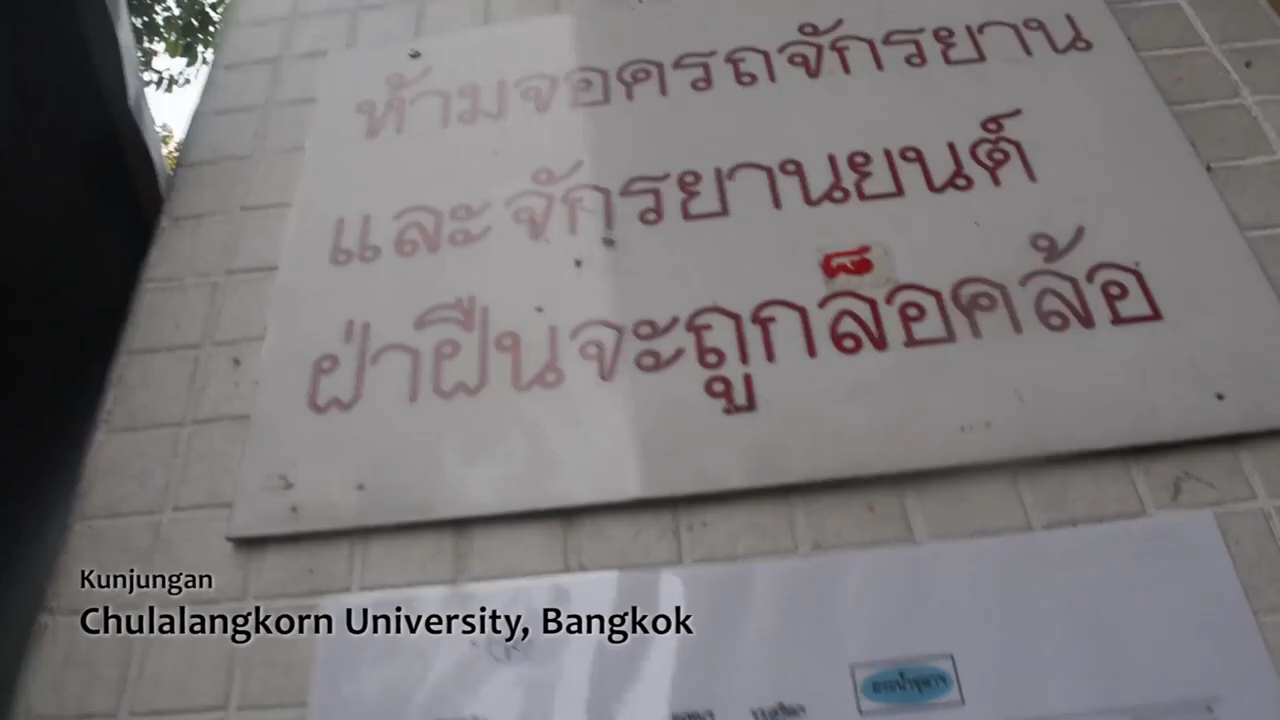 ห้ามจอดรถจักรยาน
และจักรยานยนต์
ฝ่าฝืนจะถูกล็อคล้อ
Kunjungan
Chulalangkorn University, Bangkok